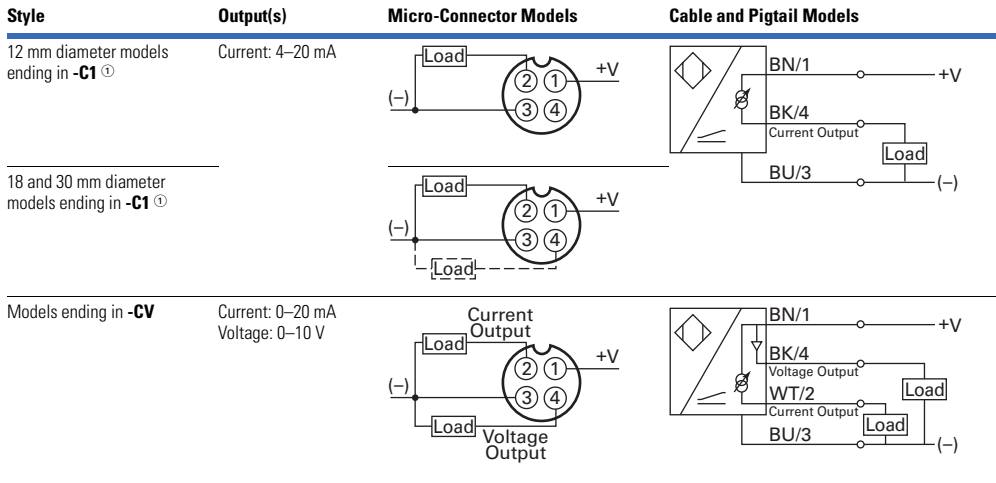 Style Output(s) Micro-Connector Models Cable and Pigtail Models
12 mm diameter models
ending in -C1 ①
Current: 4–20 mA
Load
2 1 +V
(–)
3 4
BN/1 +V
BK/4
Current Output
Load
BU/3 (–)
18 and 30 mm diameter
models ending in -C1 ①
Load
2 1 +V
(–)
3 4
Load
Models ending in -CV
Current: 0–20 mA
Voltage: 0–10 V
Current
Output
Load
2 1 +V
(–)
3 4
Load
Voltage
Output
BN/1 +V
BK/4
Voltage Output
Load
WT/2
Current Output
Load
BU/3 (–)